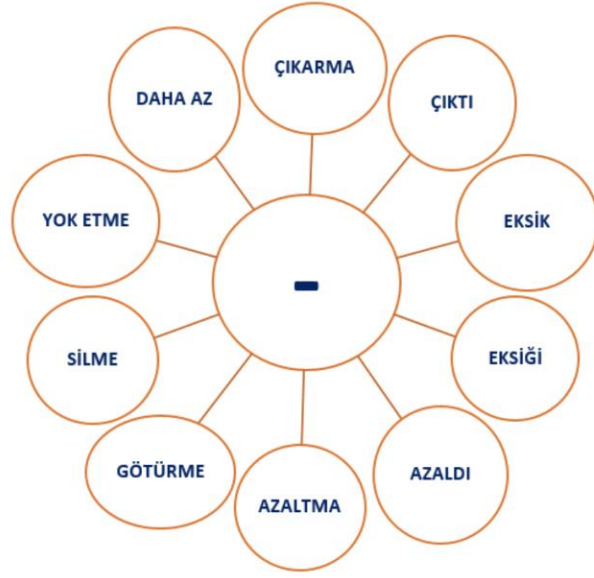 ÇIKARMA
ÇIKTI
DAHA AZ
EKSİK
YOK ETME
-
EKSİĞİ
SİLME
AZALDI
GÖTÜRME
AZALTMA